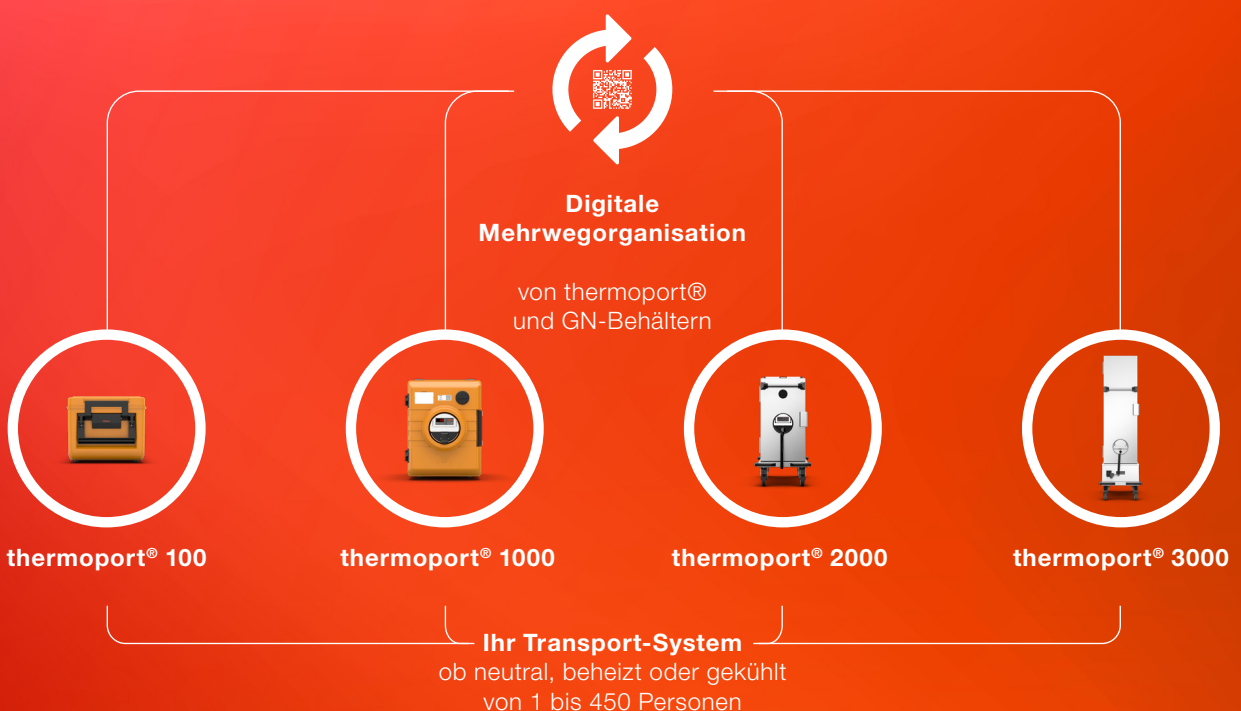 Digitale
Mehrwegorganisation
von thermoport®
und GN-Behältern
thermoport® 100
thermoport® 1000
thermoport® 2000
thermoport® 3000
Ihr Transport-System
ob neutral, beheizt oder gekühlt
von 1 bis 450 Personen